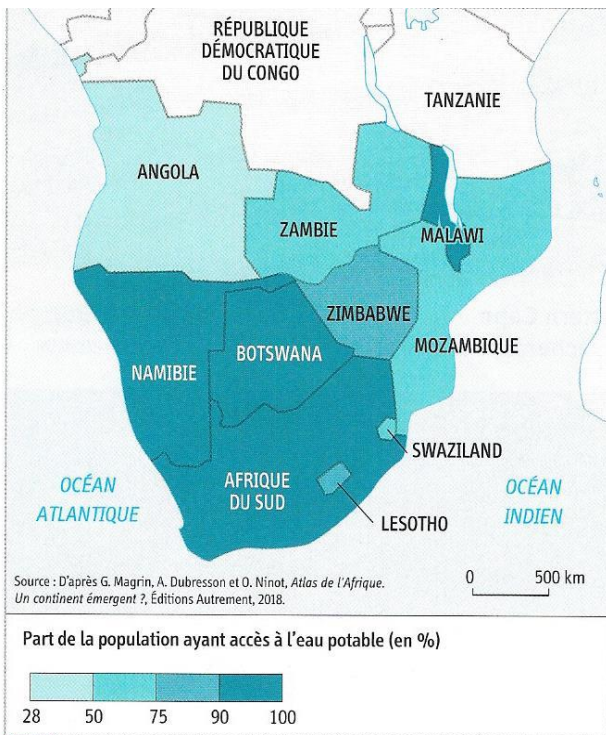 RÉPUBLIQUE
DÉMOCRATIQUE
DU CONGO
TANZANIE
ANGOLA
ZAMBIE
MALAWI
ZIMBABWE
MOZAMBIQUE
NAMIBIE
BOTSWANA
SWAZILAND
AFRIQUE
DU SUD
LESOTHO
OCÉAN
ATLANTIQUE
OCÉAN
INDIEN
Source : D'après G. Magrin, A. Dubresson et O. Ninot, Atlas de l'Afrique.
Un continent émergent ?, Éditions Autrement, 2018.
0 500 km
Part de la population ayant accès à l'eau potable (en %)
28 50 75 90 100